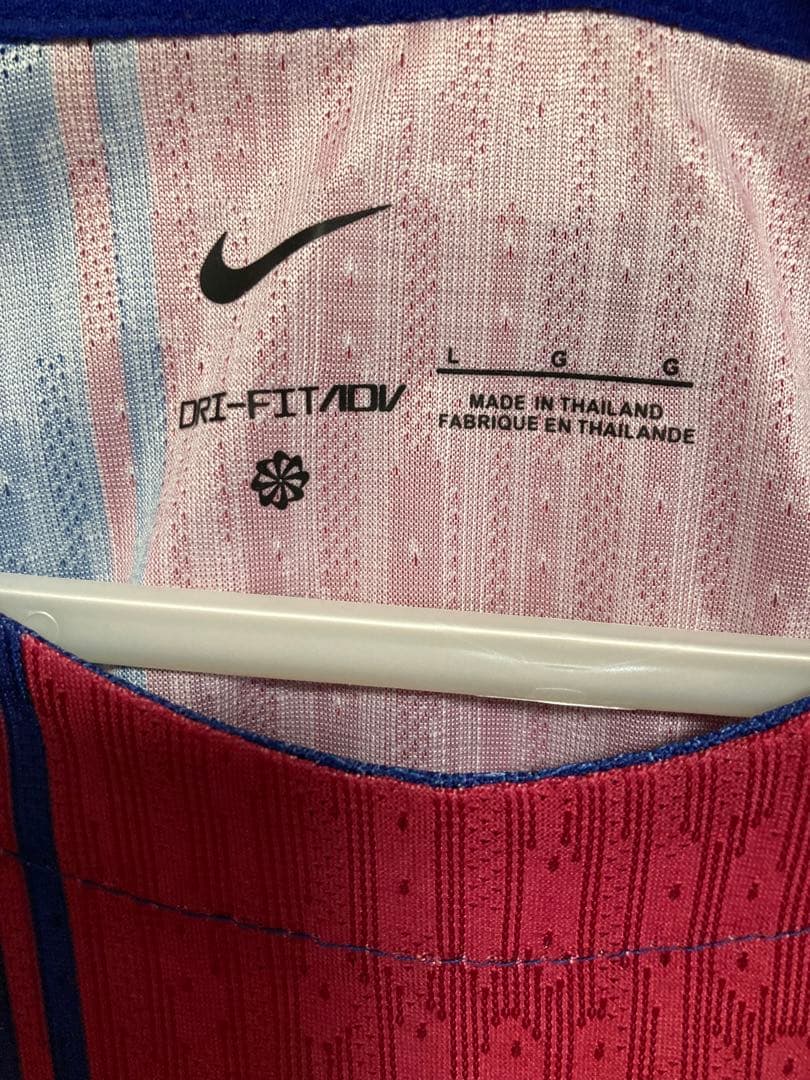 DRI-FIT ADV
L G G
MADE IN THAILAND
FABRIQUE EN THAILANDE